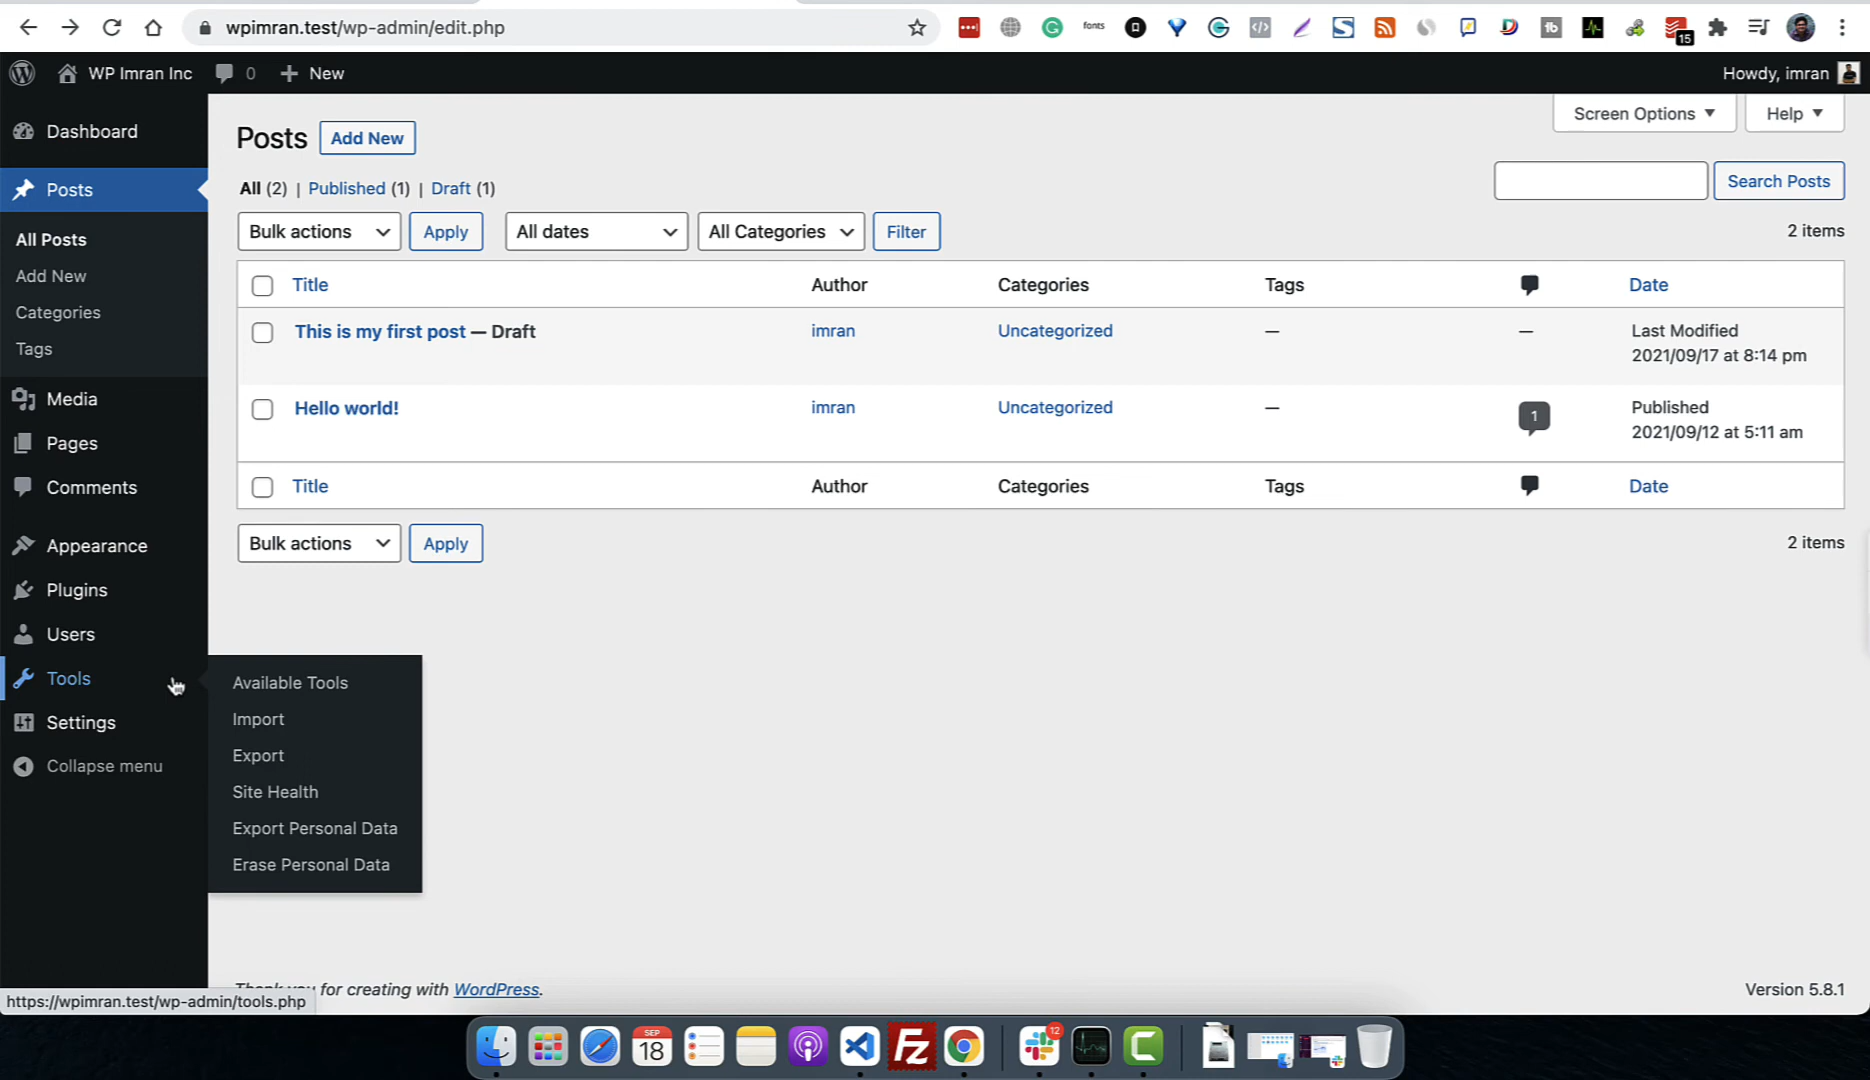 wpimran.test/wp-admin/edit.php
fonts
15
WP Imran Inc
0
New
Howdy, imran
Dashboard
Posts
All Posts
Add New
Categories
Tags
Media
Pages
Comments
Appearance
Plugins
Users
Tools
Settings
Collapse menu
Available Tools
Import
Export
Site Health
Export Personal Data
Erase Personal Data
Screen Options
Help
Posts
Add New
All (2) | Published (1) | Draft (1)
Search Posts
Bulk actions
Apply
All dates
All Categories
Filter
2 items
Title
Author
Categories
Tags
Date
This is my first post — Draft
imran
Uncategorized
—
—
Last Modified
2021/09/17 at 8:14 pm
Hello world!
imran
Uncategorized
—
1
Published
2021/09/12 at 5:11 am
Title
Author
Categories
Tags
Date
Bulk actions
Apply
2 items
for creating with WordPress.
Version 5.8.1
https://wpimran.test/wp-admin/tools.php
SEP
18
FZ
12